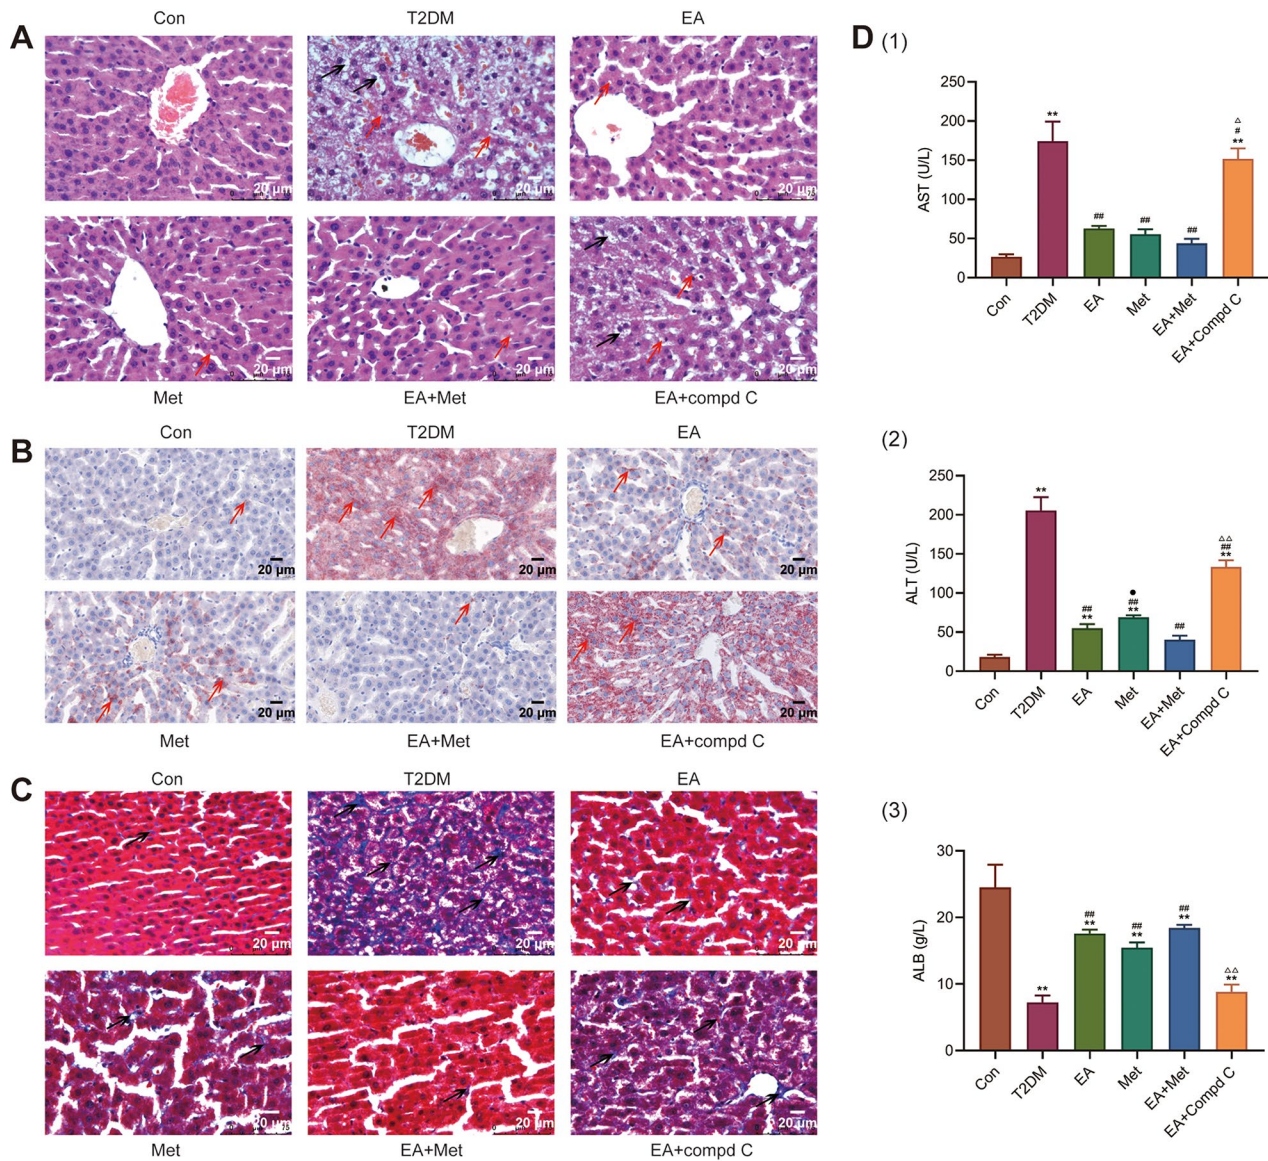 A
Con
T2DM
EA
20 μm
20 μm
20 μm
20 μm
20 μm
20 μm
Met
EA+Met
EA+compd C
B
Con
T2DM
EA
20 μm
20 μm
20 μm
20 μm
20 μm
20 μm
Met
EA+Met
EA+compd C
C
Con
T2DM
EA
20 μm
20 μm
20 μm
20 μm
20 μm
20 μm
Met
EA+Met
EA+compd C
D (1)
AST (U/L)
250
200
150
100
50
0
**
##
##
##
△
#
**
Con
T2DM
EA
Met
EA+Met
EA+Compd C
(2)
ALT (U/L)
250
200
150
100
50
0
**
##
**
●
##
**
##
△△
##
**
Con
T2DM
EA
Met
EA+Met
EA+Compd C
(3)
ALB (g/L)
30
20
10
0
**
##
**
##
**
##
**
△△
**
Con
T2DM
EA
Met
EA+Met
EA+Compd C